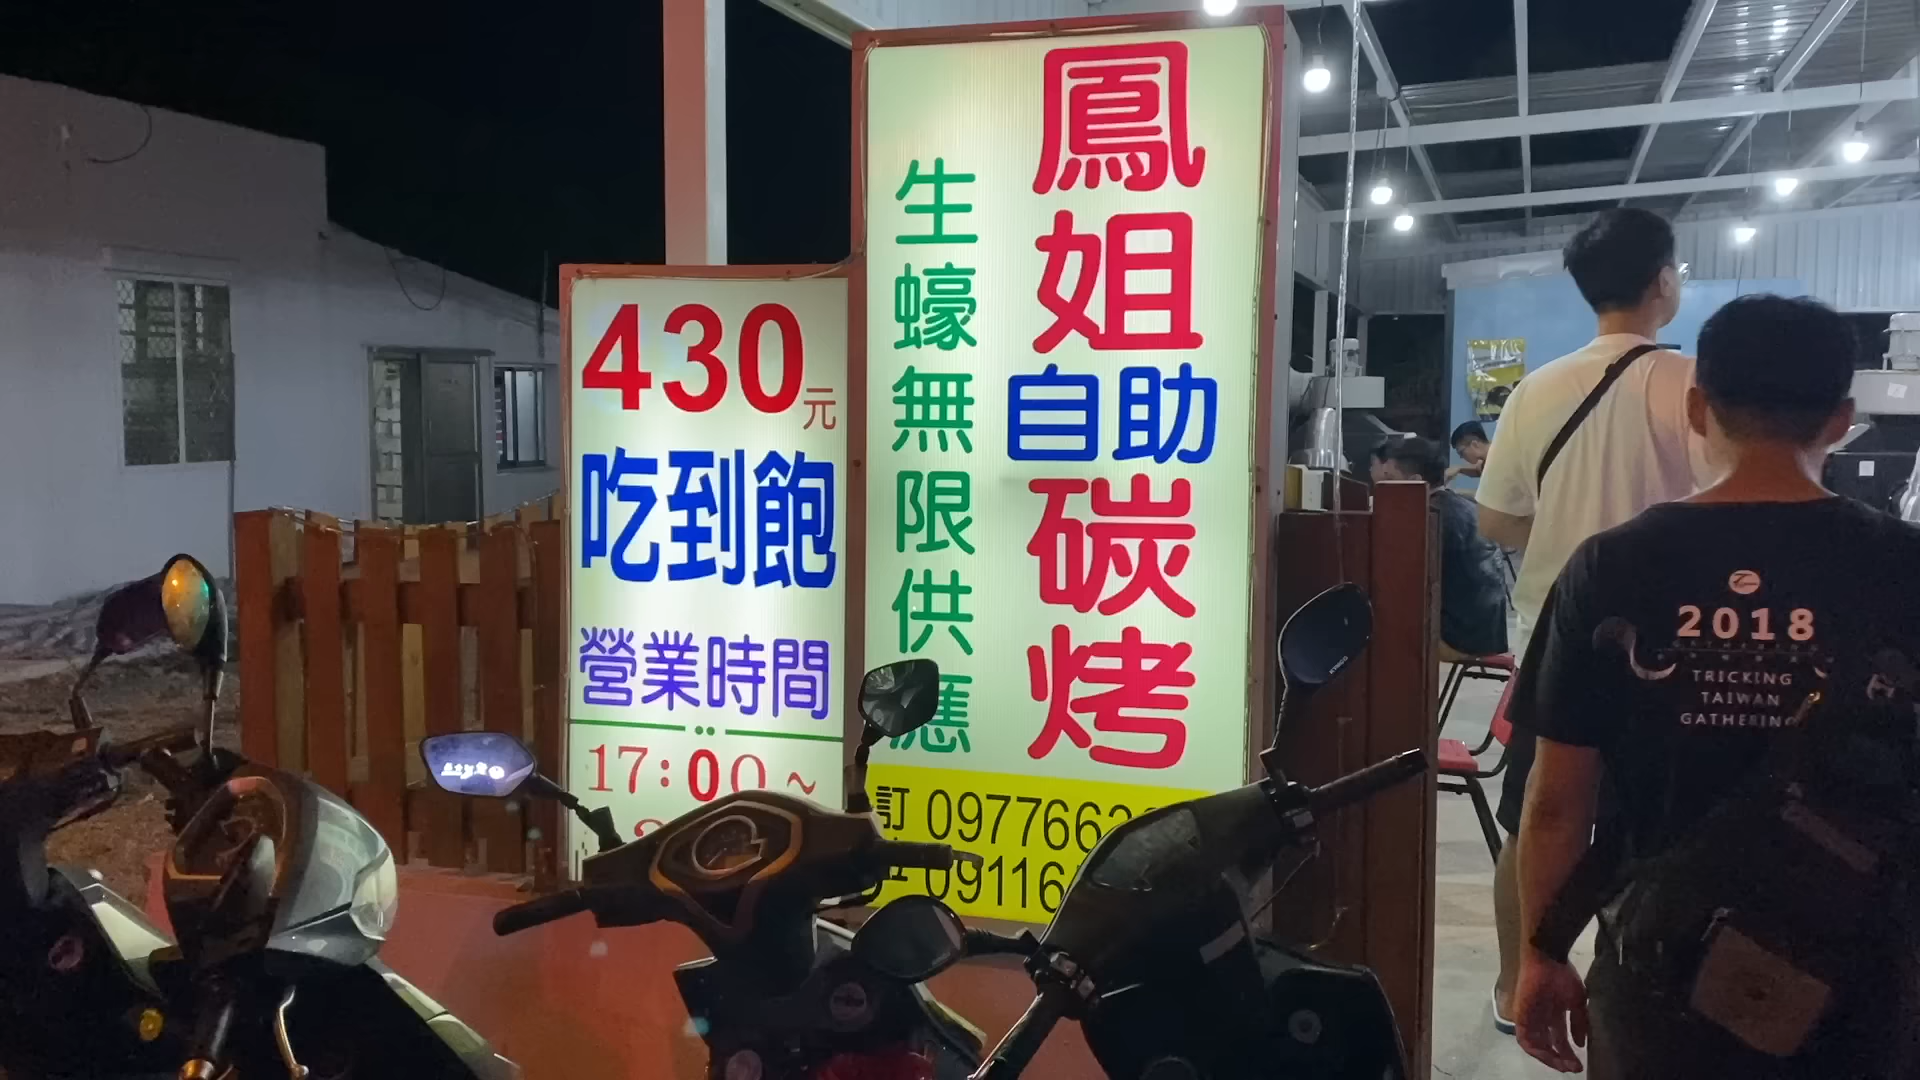 鳳姐自助碳烤
生蠔無限供應
430元
吃到飽
營業時間
17:00~
訂 0977662
09116
2018
TRICKING
TAIWAN
GATHERING